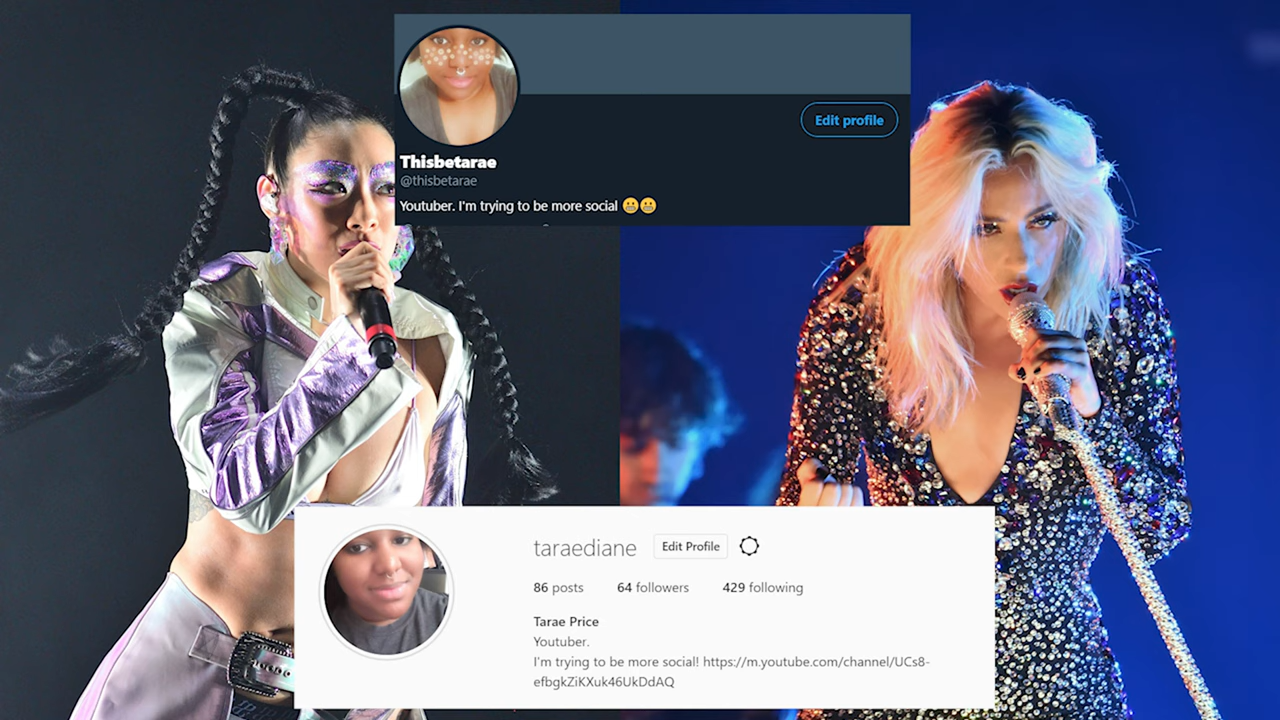 Edit profile
Thisbetarae
@thisbetarae
Youtuber. I'm trying to be more social 😬😬
taraediane
Edit Profile
86 posts 64 followers 429 following
Tarae Price
Youtuber.
I'm trying to be more social! https://m.youtube.com/channel/UCs8-
efbgkZiKXuk46UkDdAQ